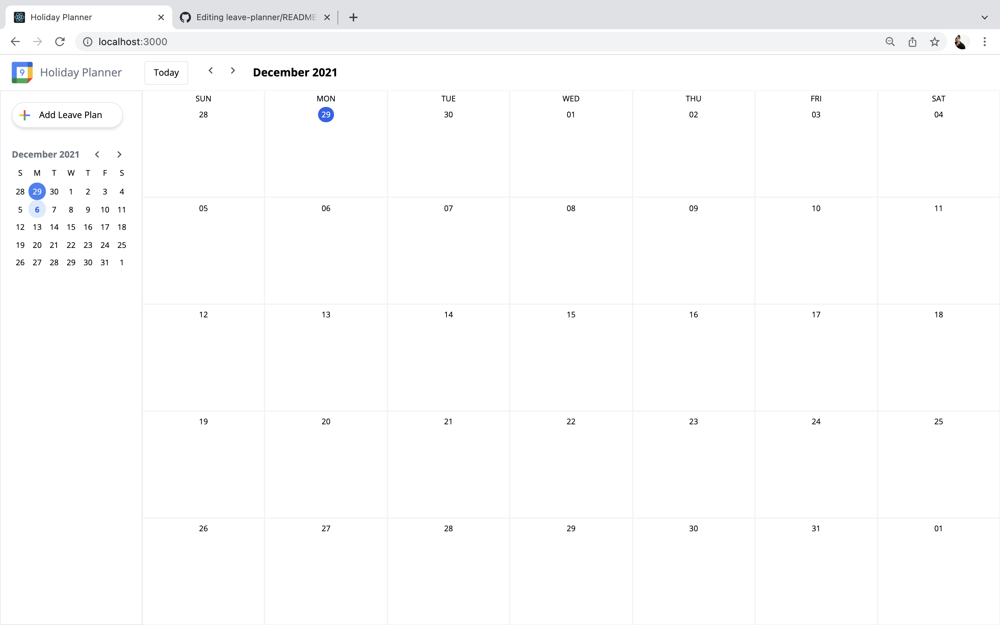 Holiday Planner
Editing leave-planner/README
localhost:3000
9 Holiday Planner Today December 2021
Add Leave Plan
December 2021
S M T W T F S
28 29 30 1 2 3 4
5 6 7 8 9 10 11
12 13 14 15 16 17 18
19 20 21 22 23 24 25
26 27 28 29 30 31 1
SUN MON TUE WED THU FRI SAT
28 29 30 01 02 03 04
05 06 07 08 09 10 11
12 13 14 15 16 17 18
19 20 21 22 23 24 25
26 27 28 29 30 31 01